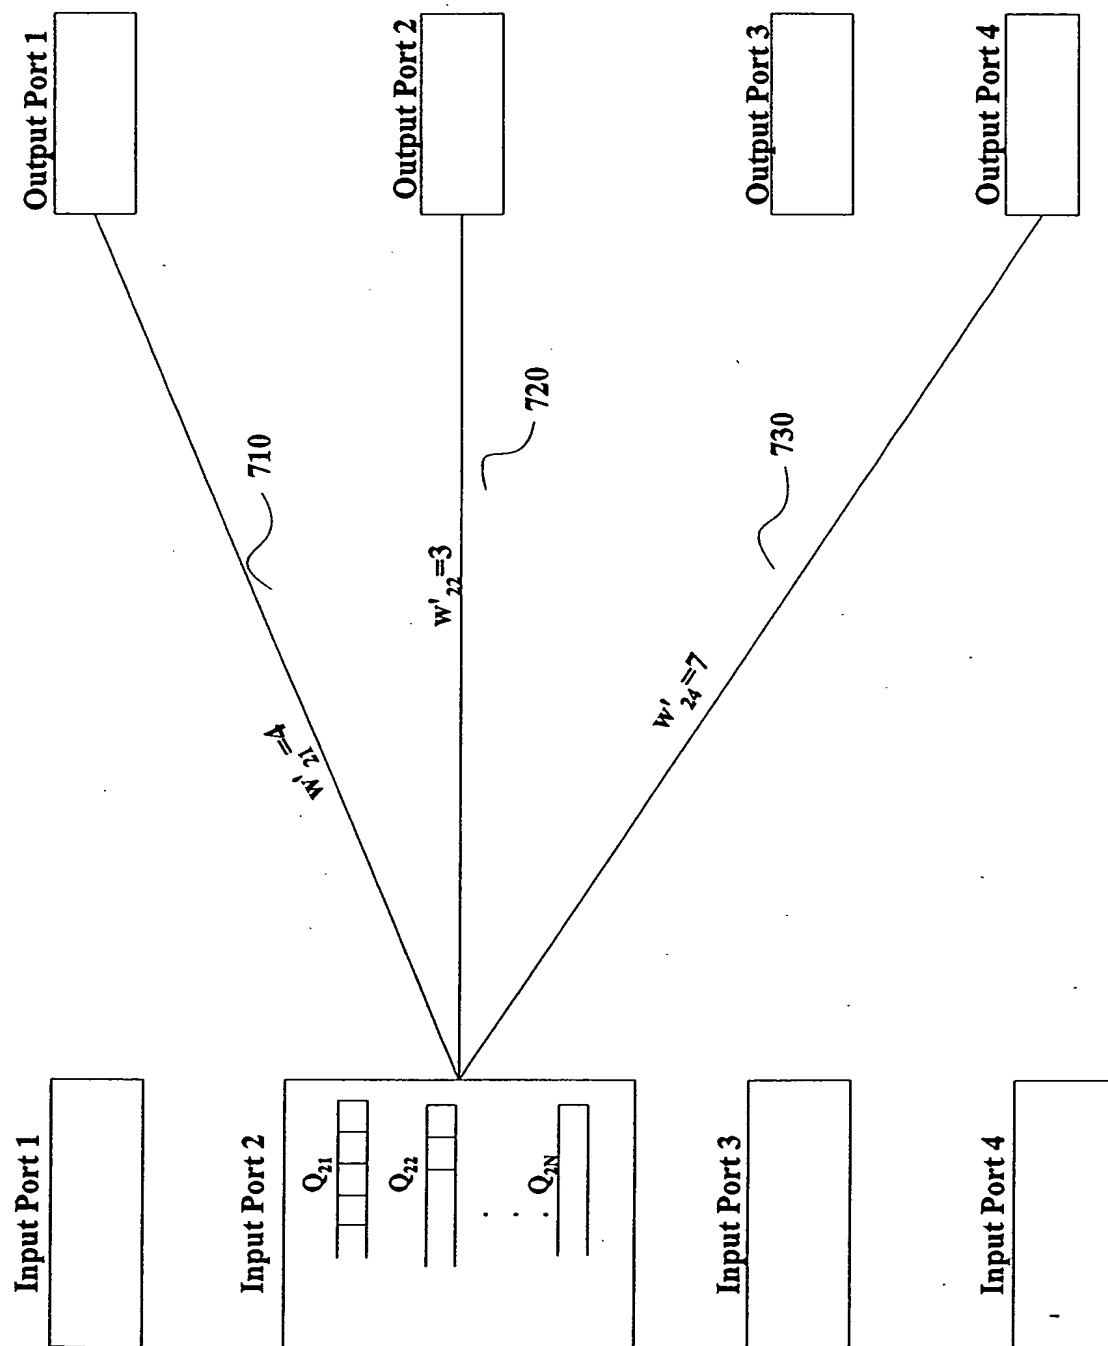 Output Port 1
Output Port 2
Output Port 3
Output Port 4
710
720
730
w'21=4
w'22=3
w'24=7
Input Port 1
Input Port 2
Q21
Q22
. . .
Q2N
Input Port 3
Input Port 4